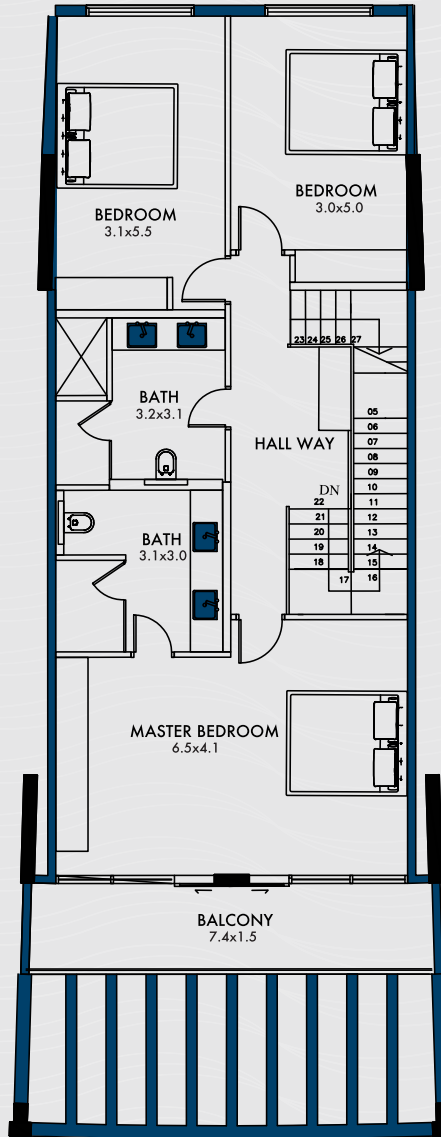 BEDROOM
3.1x5.5
BEDROOM
3.0x5.0
23 24 25 26 27
BATH
3.2x3.1
HALL WAY
05
06
07
08
09
10
11
12
13
14
15
16
DN
22
21
20
19
18
17
BATH
3.1x3.0
MASTER BEDROOM
6.5x4.1
BALCONY
7.4x1.5